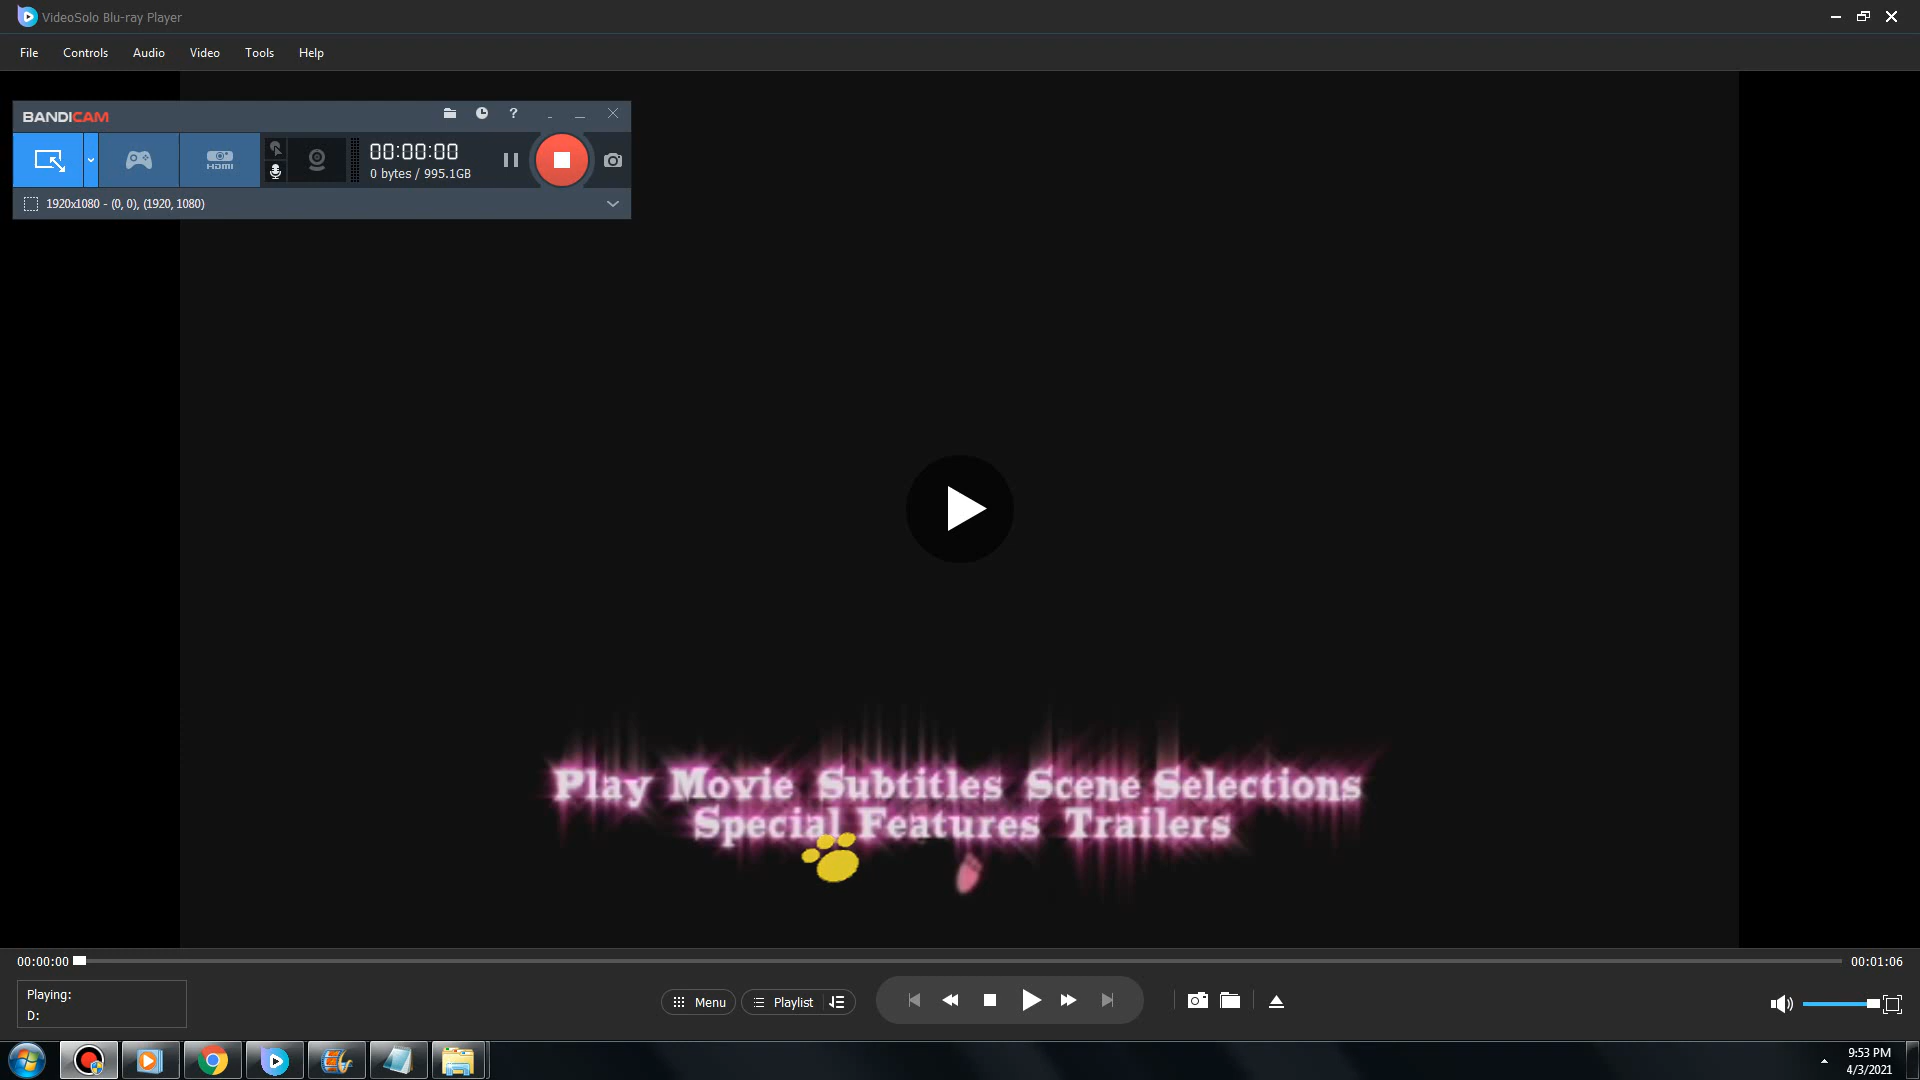 VideoSolo Blu-ray Player
File Controls Audio Video Tools Help
BANDICAM
?
HDMI
00:00:00
0 bytes / 995.1GB
1920x1080 - (0, 0), (1920, 1080)
Play Movie Subtitles Scene Selections
Special Features Trailers
00:00:00
00:01:06
Playing:
D:
Menu
Playlist
9:53 PM
4/3/2021